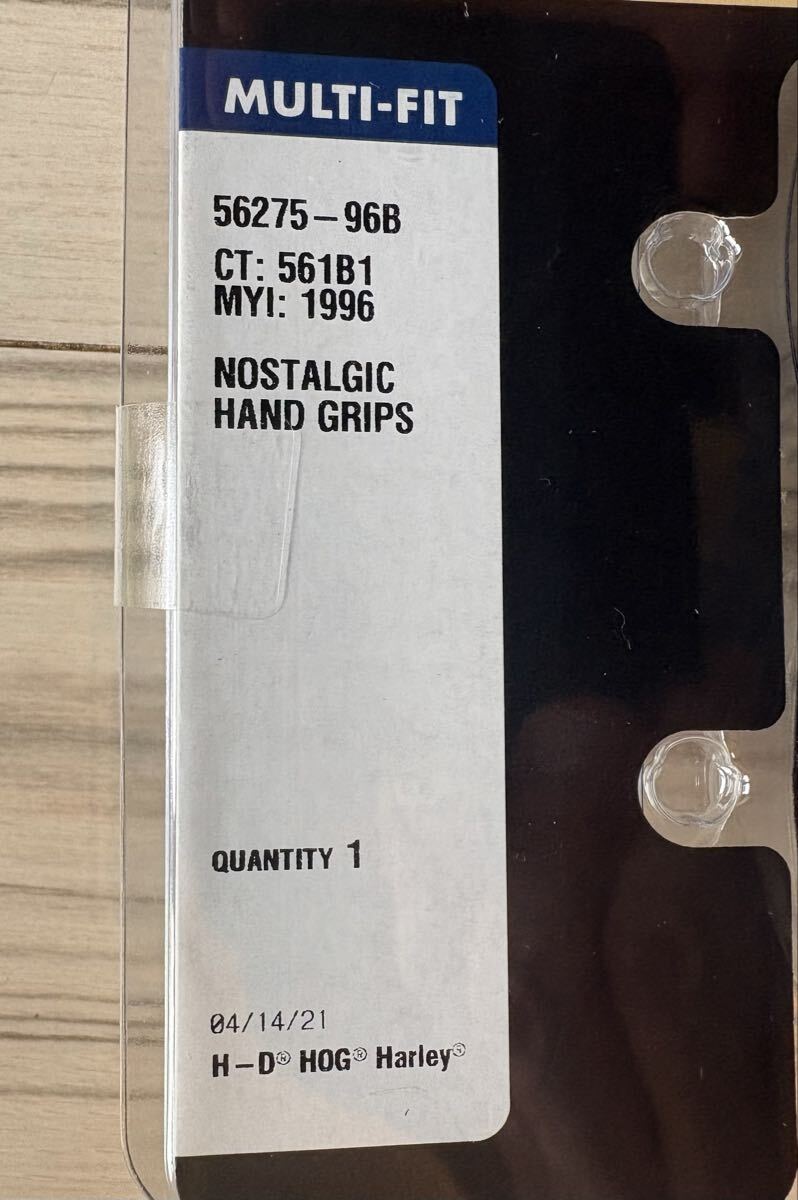 MULTI-FIT
56275-96B
CT: 561B1
MYI: 1996
NOSTALGIC
HAND GRIPS
QUANTITY 1
04/14/21
H-D® HOG® Harley®